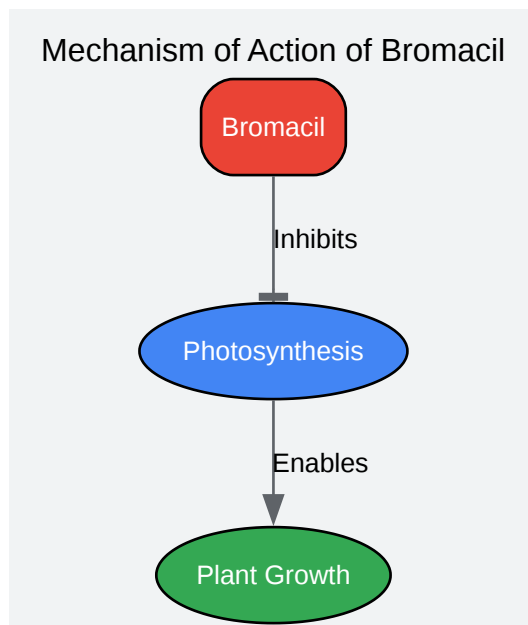 Mechanism of Action of Bromacil
Bromacil
Inhibits
Photosynthesis
Enables
Plant Growth